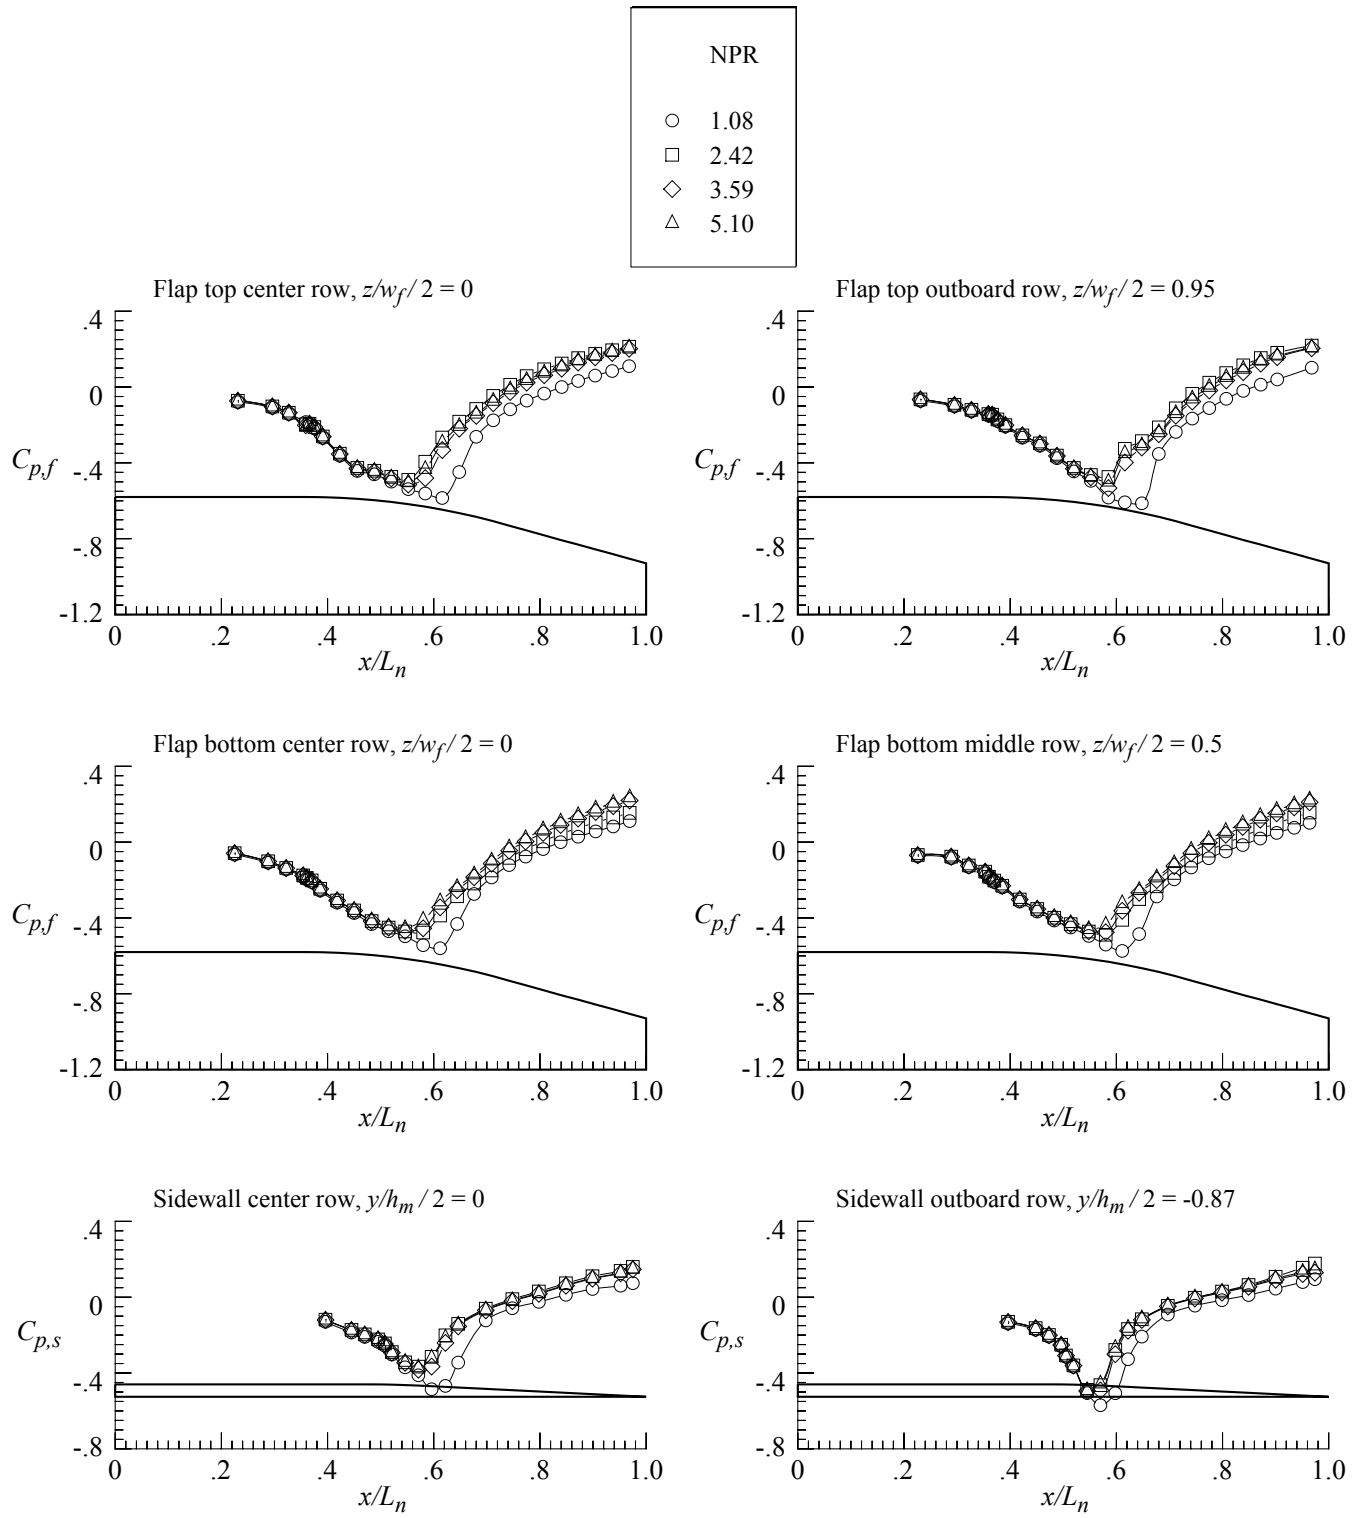 NPR
1.08
2.42
3.59
5.10
Flap top center row, z/w_f / 2 = 0
.4
0
-.4
-.8
-1.2
C_p,f
0 .2 .4 .6 .8 1.0
x/L_n
Flap top outboard row, z/w_f / 2 = 0.95
.4
0
-.4
-.8
-1.2
C_p,f
0 .2 .4 .6 .8 1.0
x/L_n
Flap bottom center row, z/w_f / 2 = 0
.4
0
-.4
-.8
-1.2
C_p,f
0 .2 .4 .6 .8 1.0
x/L_n
Flap bottom middle row, z/w_f / 2 = 0.5
.4
0
-.4
-.8
-1.2
C_p,f
0 .2 .4 .6 .8 1.0
x/L_n
Sidewall center row, y/h_m / 2 = 0
.4
0
-.4
-.8
C_p,s
0 .2 .4 .6 .8 1.0
x/L_n
Sidewall outboard row, y/h_m / 2 = -0.87
.4
0
-.4
-.8
C_p,s
0 .2 .4 .6 .8 1.0
x/L_n